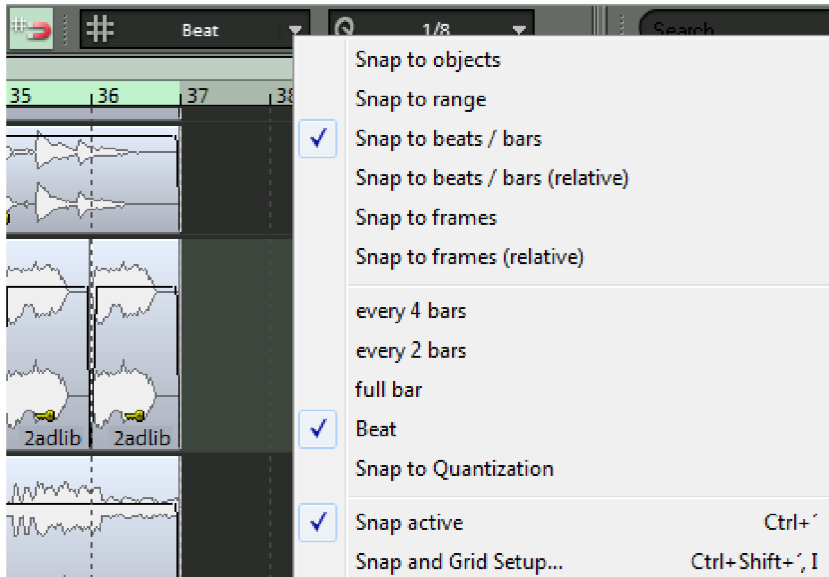 Beat 1/8 Search
35 36 37 38
Snap to objects
Snap to range
Snap to beats / bars
Snap to beats / bars (relative)
Snap to frames
Snap to frames (relative)
every 4 bars
every 2 bars
full bar
Beat
Snap to Quantization
2adlib 2adlib
Snap active Ctrl+´
Snap and Grid Setup... Ctrl+Shift+´, I